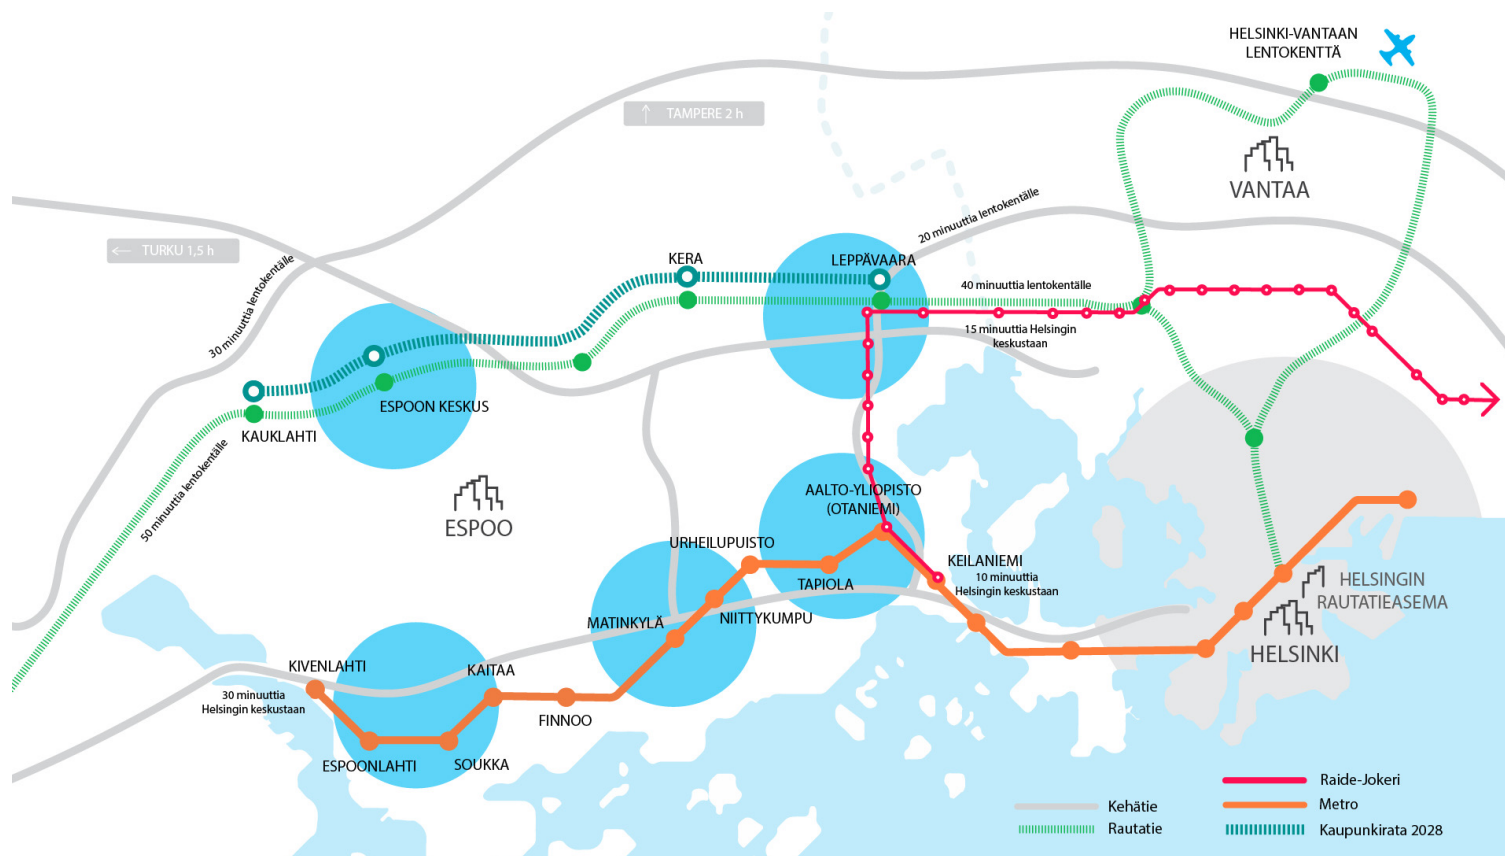 HELSINKI-VANTAAN
LENTOKENTTÄ
TAMPERE 2 h
VANTAA
TURKU 1,5 h
20 minuuttia lentokentälle
30 minuuttia lentokentälle
KERA
LEPPÄVAARA
40 minuuttia lentokentälle
15 minuuttia Helsingin
keskustaan
ESPOON KESKUS
KAUKLAHTI
50 minuuttia lentokentälle
ESPOO
AALTO-YLIOPISTO
(OTANIEMI)
URHEILUPUISTO
TAPIOLA
KEILANIEMI
10 minuuttia
Helsingin keskustaan
HELSINGIN
RAUTATIEASEMA
HELSINKI
MATINKYLÄ
NIITTYKUMPU
KIVENLAHTI
30 minuuttia
Helsingin keskustaan
KAITAA
FINNOO
ESPOONLAHTI
SOUKKA
Kehätie
Rautatie
Raide-Jokeri
Metro
Kaupunkirata 2028